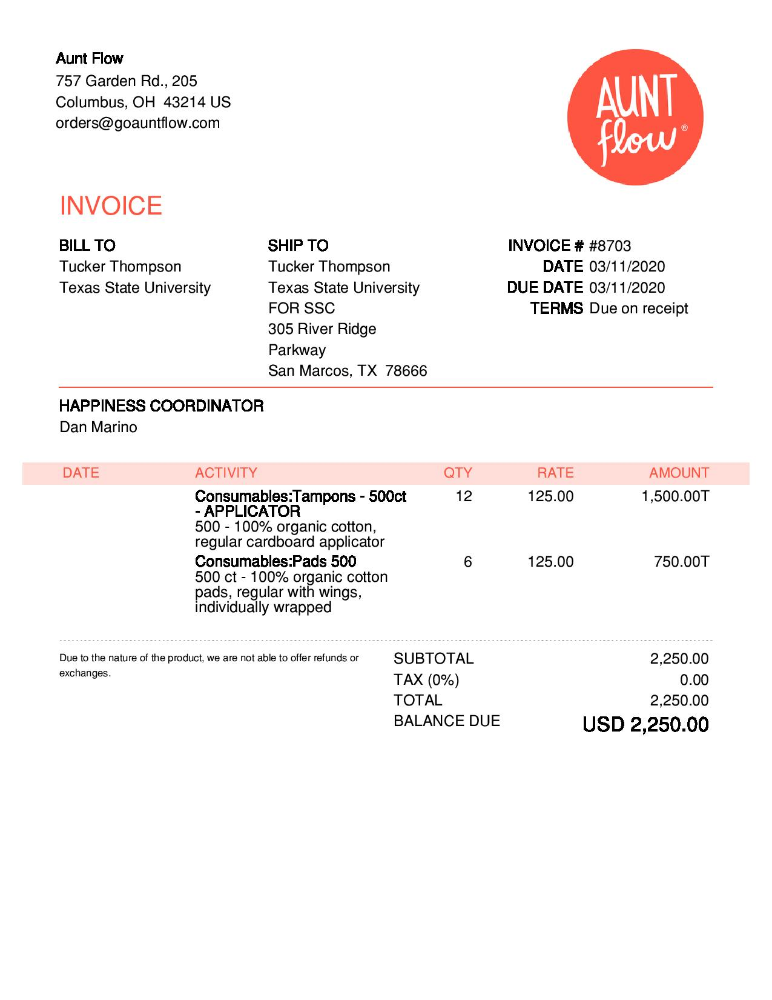 Aunt Flow
757 Garden Rd., 205
Columbus, OH  43214 US
orders@goauntflow.com
AUNT
flow®
INVOICE
BILL TO
Tucker Thompson
Texas State University
SHIP TO
Tucker Thompson
Texas State University
FOR SSC
305 River Ridge
Parkway
San Marcos, TX  78666
INVOICE # #8703
DATE 03/11/2020
DUE DATE 03/11/2020
TERMS Due on receipt
HAPPINESS COORDINATOR
Dan Marino
DATE ACTIVITY QTY RATE AMOUNT
Consumables:Tampons - 500ct 12 125.00 1,500.00T
- APPLICATOR
500 - 100% organic cotton,
regular cardboard applicator
Consumables:Pads 500 6 125.00 750.00T
500 ct - 100% organic cotton
pads, regular with wings,
individually wrapped
Due to the nature of the product, we are not able to offer refunds or
exchanges.
SUBTOTAL 2,250.00
TAX (0%) 0.00
TOTAL 2,250.00
BALANCE DUE USD 2,250.00